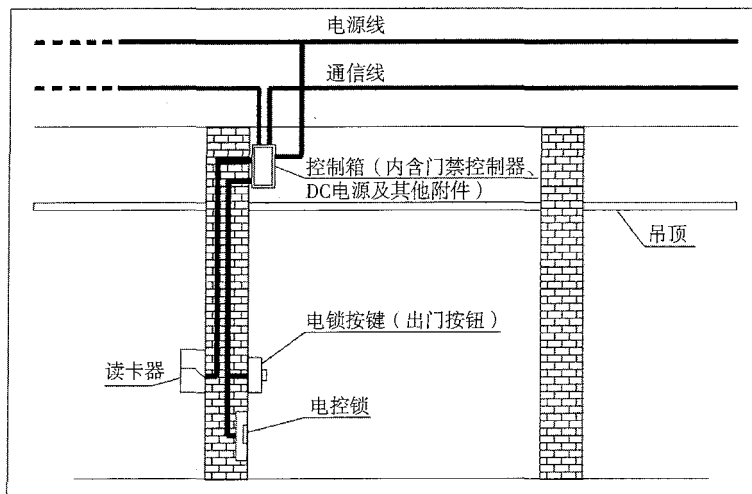 电源线
通信线
控制箱（内含门禁控制器、
DC电源及其他附件）
吊顶
电锁按键（出门按钮）
读卡器
电控锁